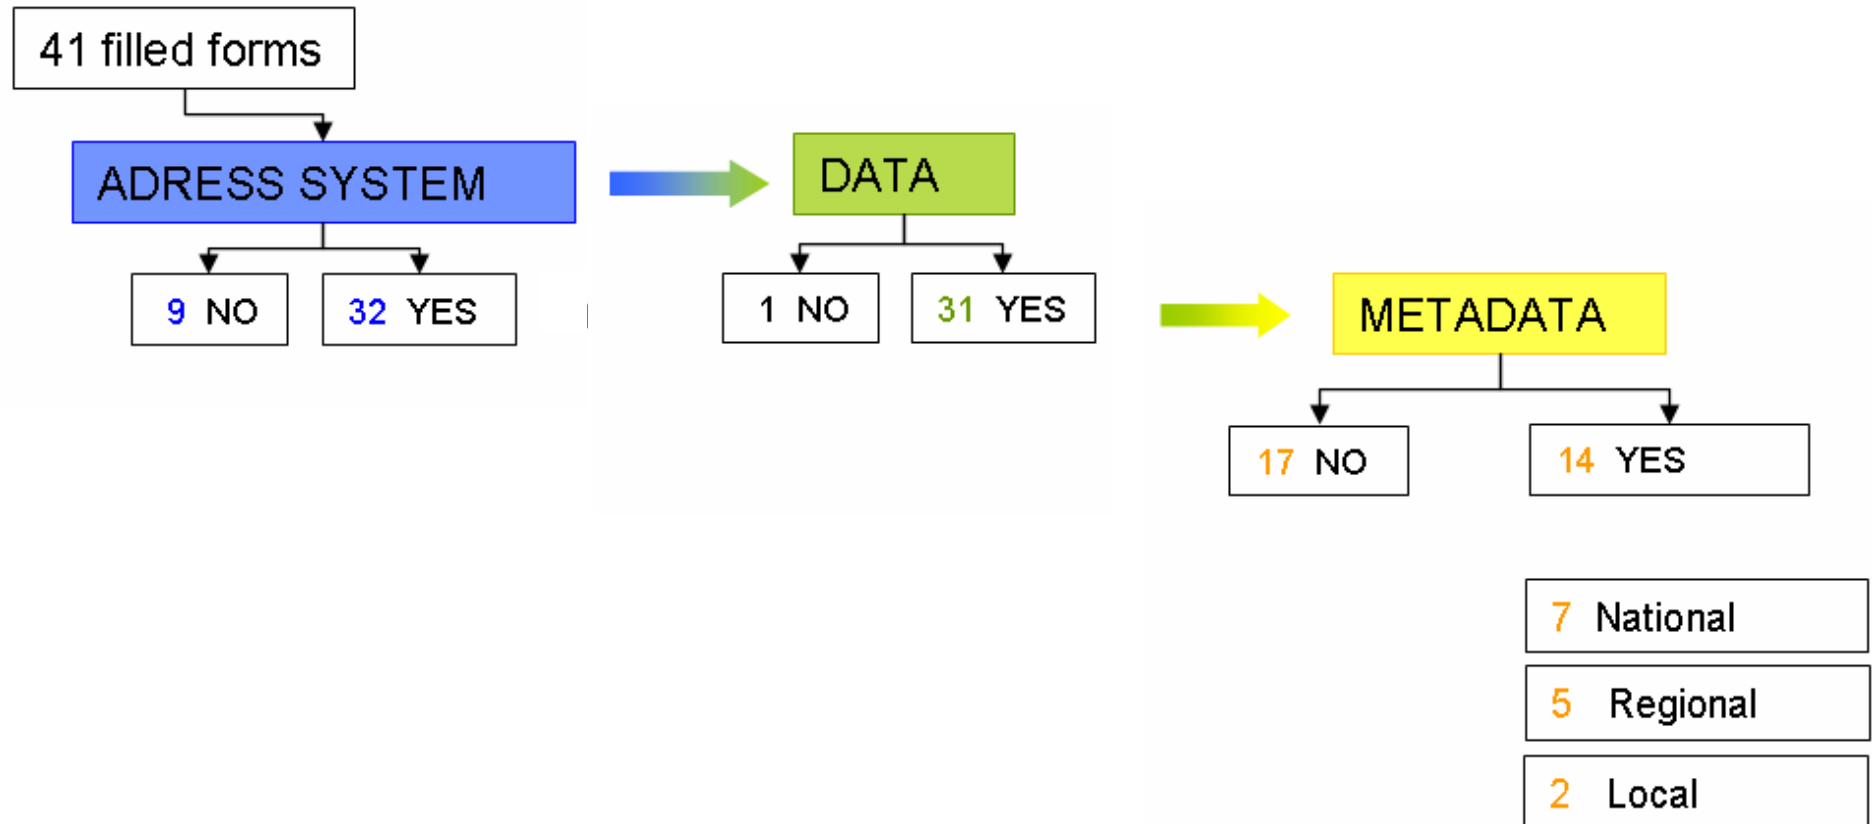 41 filled forms
ADRESS SYSTEM
9 NO
32 YES
DATA
1 NO
31 YES
METADATA
17 NO
14 YES
7 National
5 Regional
2 Local